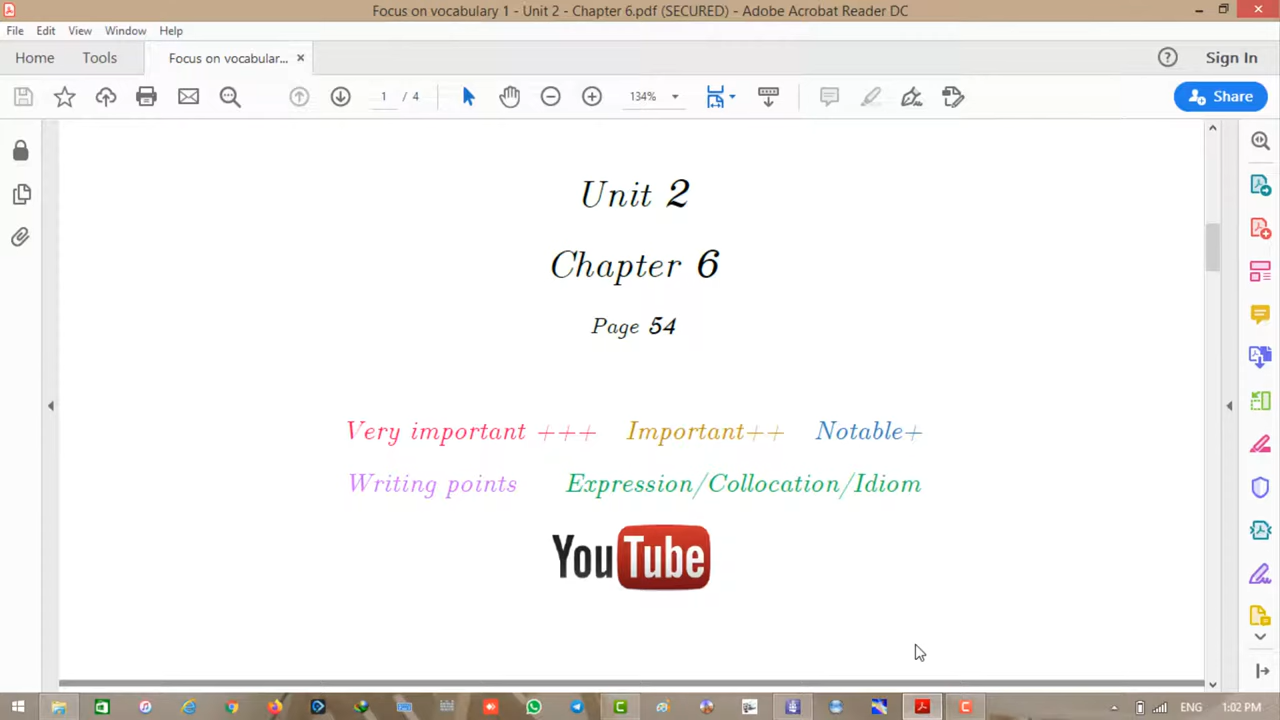 Focus on vocabulary 1 - Unit 2 - Chapter 6.pdf (SECURED) - Adobe Acrobat Reader DC
File Edit View Window Help
Home Tools Focus on vocabular... ×
? Sign In
1 / 4 134% Share
Unit 2
Chapter 6
Page 54
Very important +++ Important++ Notable+
Writing points Expression/Collocation/Idiom
YouTube
ENG 1:02 PM